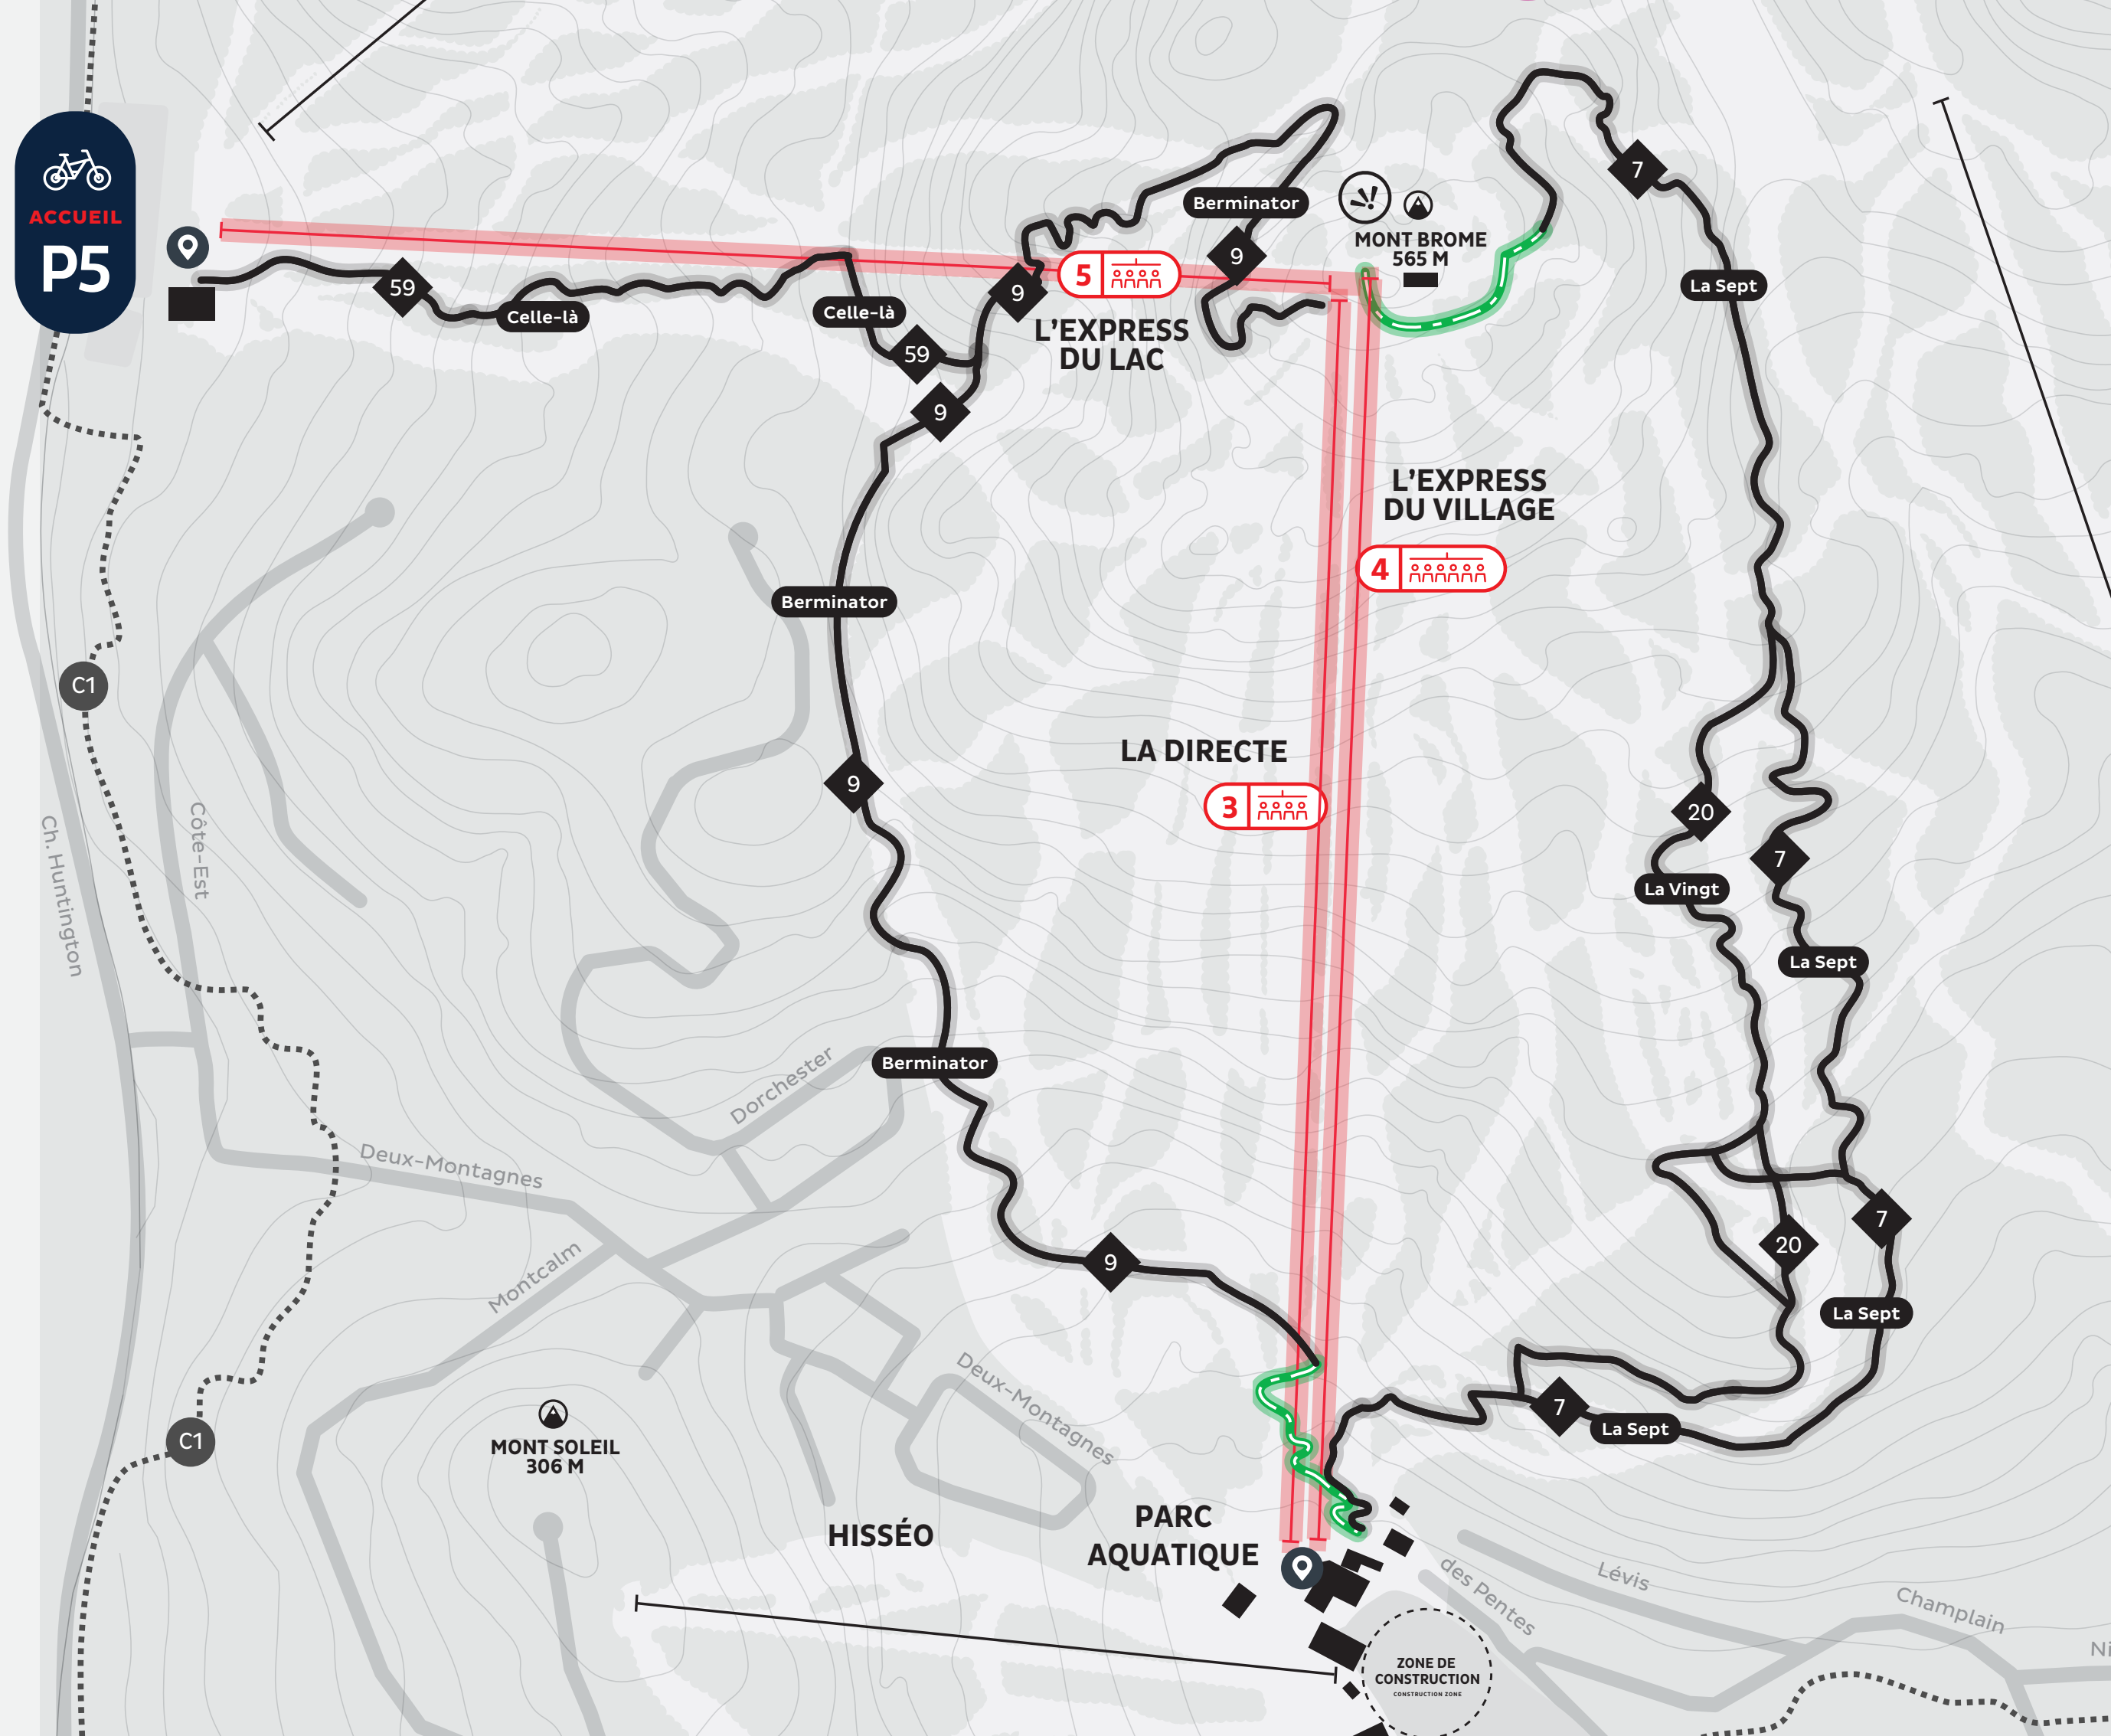 ACCUEIL
P5
59
Celle-là
Celle-là
59
9
9
5
L'EXPRESS
DU LAC
Berminator
9
MONT BROME
565 M
7
La Sept
L'EXPRESS
DU VILLAGE
4
Berminator
C1
LA DIRECTE
3
9
20
7
La Vingt
La Sept
Côte-Est
Ch. Huntington
Berminator
Dorchester
Deux-Montagnes
Montcalm
9
7
20
La Sept
Deux-Montagnes
7
La Sept
C1
MONT SOLEIL
306 M
HISSÉO
PARC
AQUATIQUE
des Pentes
Lévis
Champlain
Ni
ZONE DE
CONSTRUCTION
CONSTRUCTION ZONE